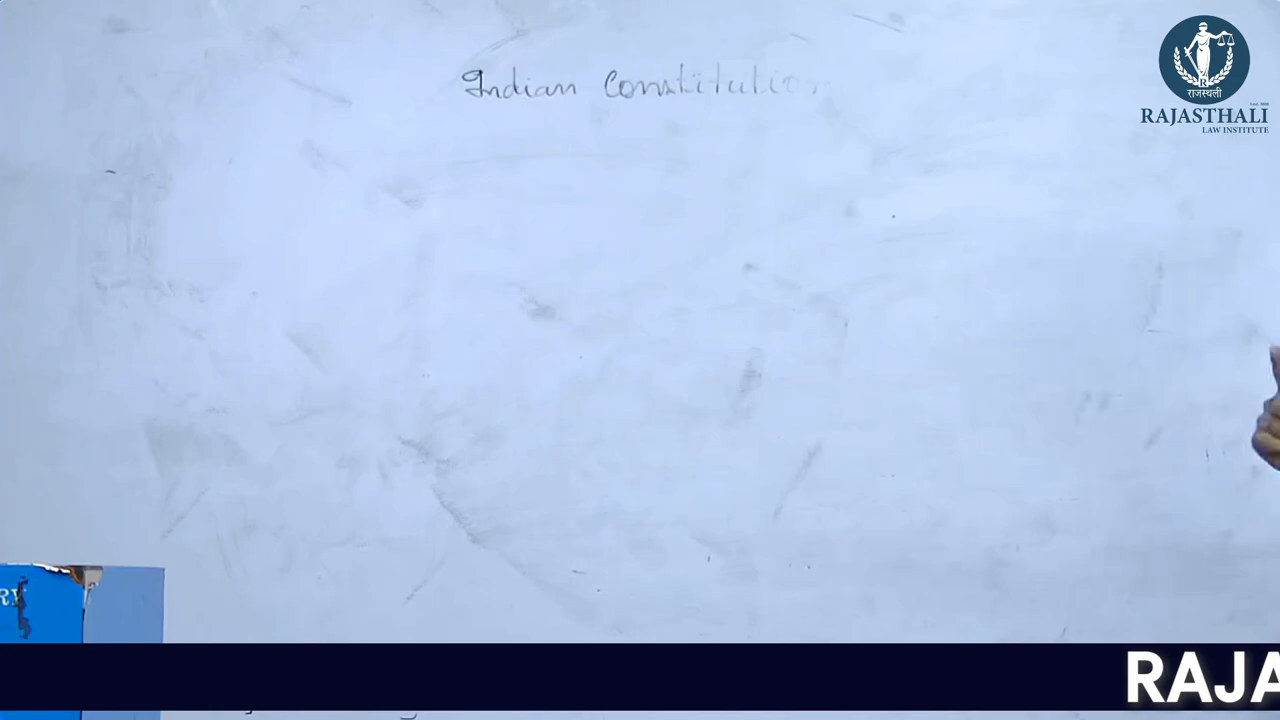 Indian Constitution
राजस्थली
RAJASTHALI
LAW INSTITUTE
RAJA